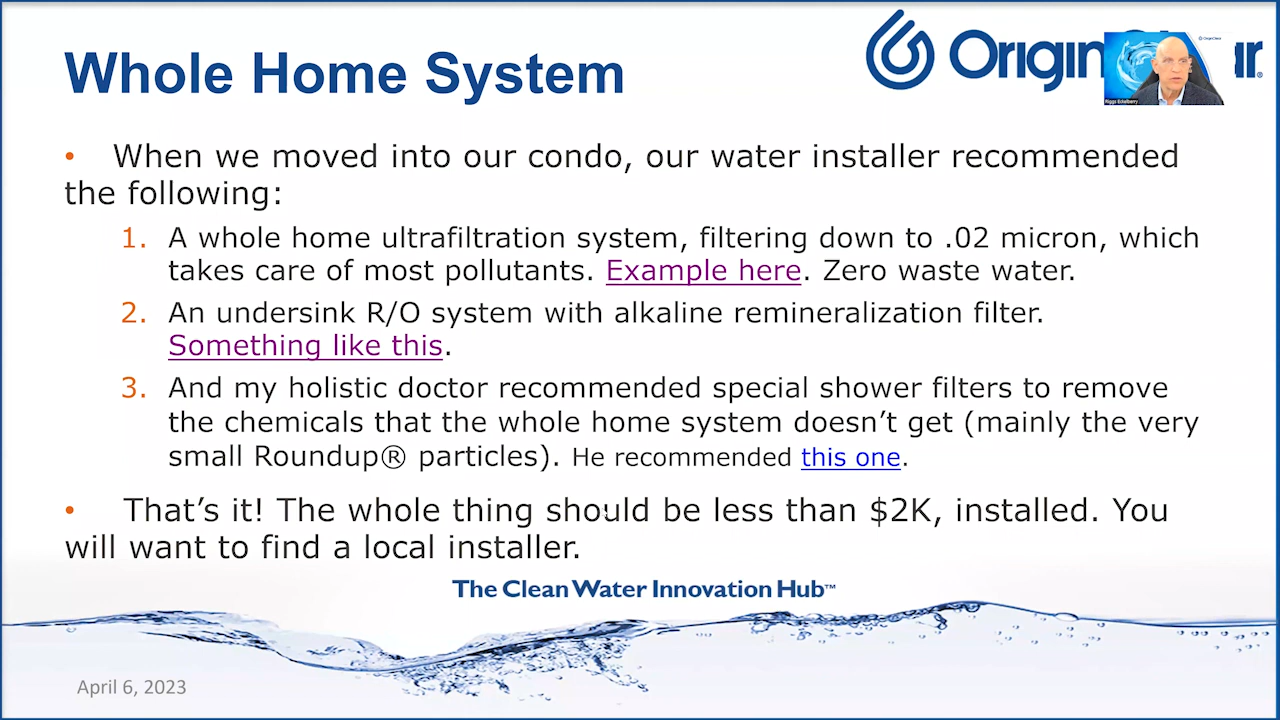 Whole Home System
Origin
r®
OriginClear
Riggs Eckelberry
• When we moved into our condo, our water installer recommended
the following:
1. A whole home ultrafiltration system, filtering down to .02 micron, which
takes care of most pollutants. Example here. Zero waste water.
2. An undersink R/O system with alkaline remineralization filter.
Something like this.
3. And my holistic doctor recommended special shower filters to remove
the chemicals that the whole home system doesn’t get (mainly the very
small Roundup® particles). He recommended this one.
• That’s it! The whole thing should be less than $2K, installed. You
will want to find a local installer.
The Clean Water Innovation Hub™
April 6, 2023